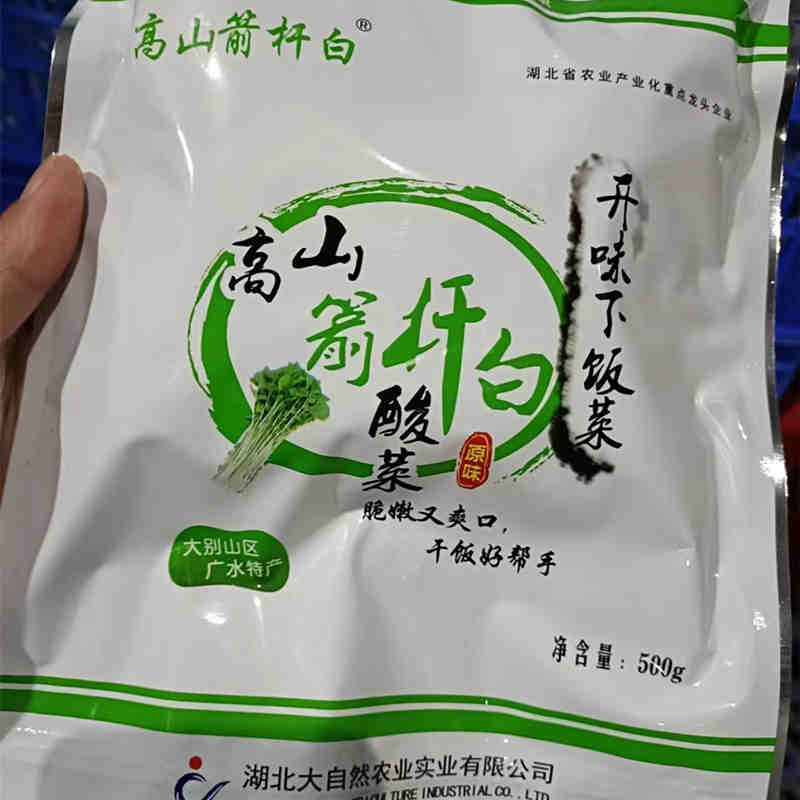 高山箭杆白®
湖北省农业产业化重点龙头企业
开味下饭菜
高山
箭杆白
酸菜
原味
脆嫩又爽口，
干饭好帮手
大别山区
广水特产
净含量：500g
湖北大自然农业实业有限公司
INDUSTRIAL CO., LTD